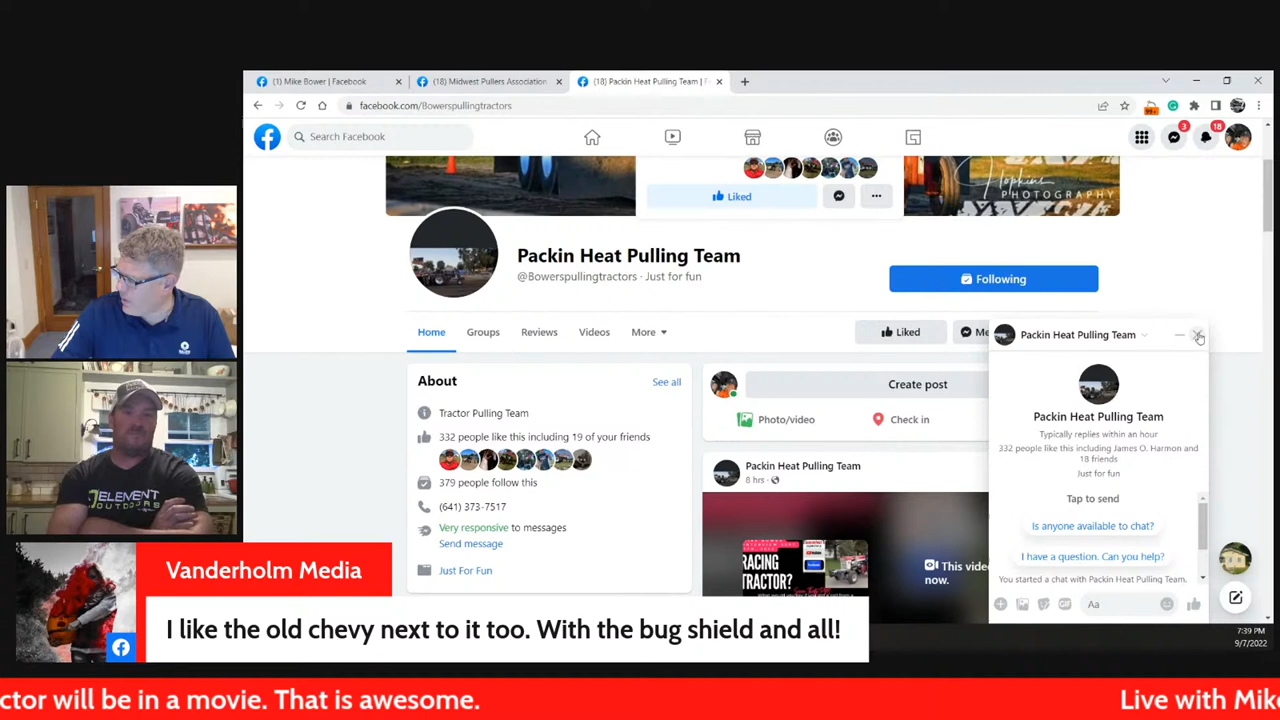 (1) Mike Bower | Facebook
(18) Midwest Pullers Association
(18) Packin Heat Pulling Team | F
facebook.com/Bowerspullingtractors
99+
Search Facebook
3
18
Liked
Hopkins
PHOTOGRAPHY
Packin Heat Pulling Team
@Bowerspullingtractors · Just for fun
Following
Home
Groups
Reviews
Videos
More
Liked
Me
About
See all
Tractor Pulling Team
332 people like this including 19 of your friends
379 people follow this
(641) 373-7517
Very responsive to messages
Send message
Just For Fun
Create post
Photo/video
Check in
Packin Heat Pulling Team
8 hrs ·
RACING
TRACTOR?
This video
now.
Packin Heat Pulling Team
Packin Heat Pulling Team
Typically replies within an hour
332 people like this including James O. Harmon and
18 friends
Just for fun
Tap to send
Is anyone available to chat?
I have a question. Can you help?
You started a chat with Packin Heat Pulling Team.
GIF
Aa
7:39 PM
9/7/2022
ELEMENT
OUTDOORS
Vanderholm Media
I like the old chevy next to it too. With the bug shield and all!
ctor will be in a movie. That is awesome.
Live with Mike